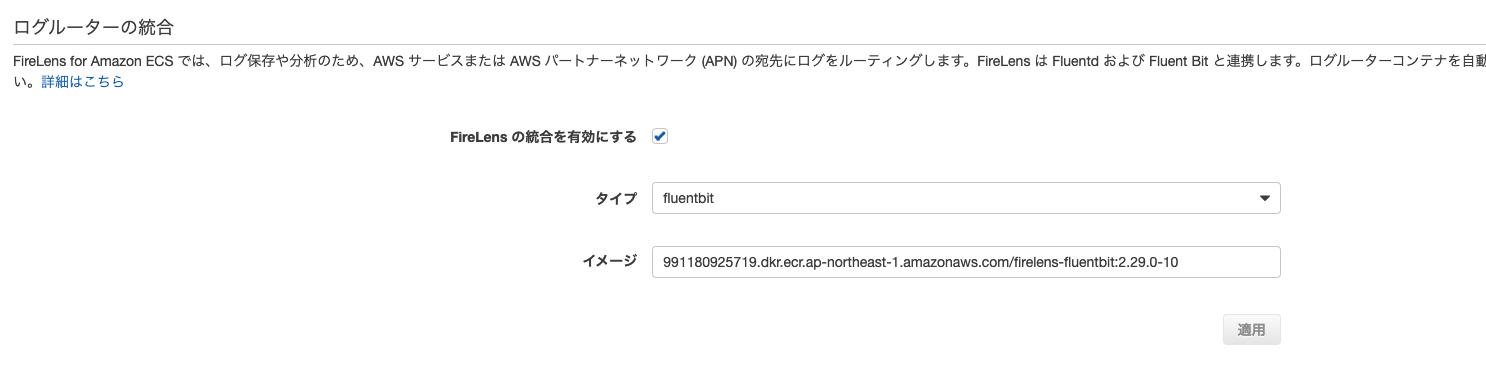 ログルーターの統合
FireLens for Amazon ECS では、ログ保存や分析のため、AWS サービスまたは AWS パートナーネットワーク (APN) の宛先にログをルーティングします。FireLens は Fluentd および Fluent Bit と連携します。ログルーターコンテナを自動
い。詳細はこちら
FireLens の統合を有効にする
タイプ
fluentbit
イメージ
991180925719.dkr.ecr.ap-northeast-1.amazonaws.com/firelens-fluentbit:2.29.0-10
適用